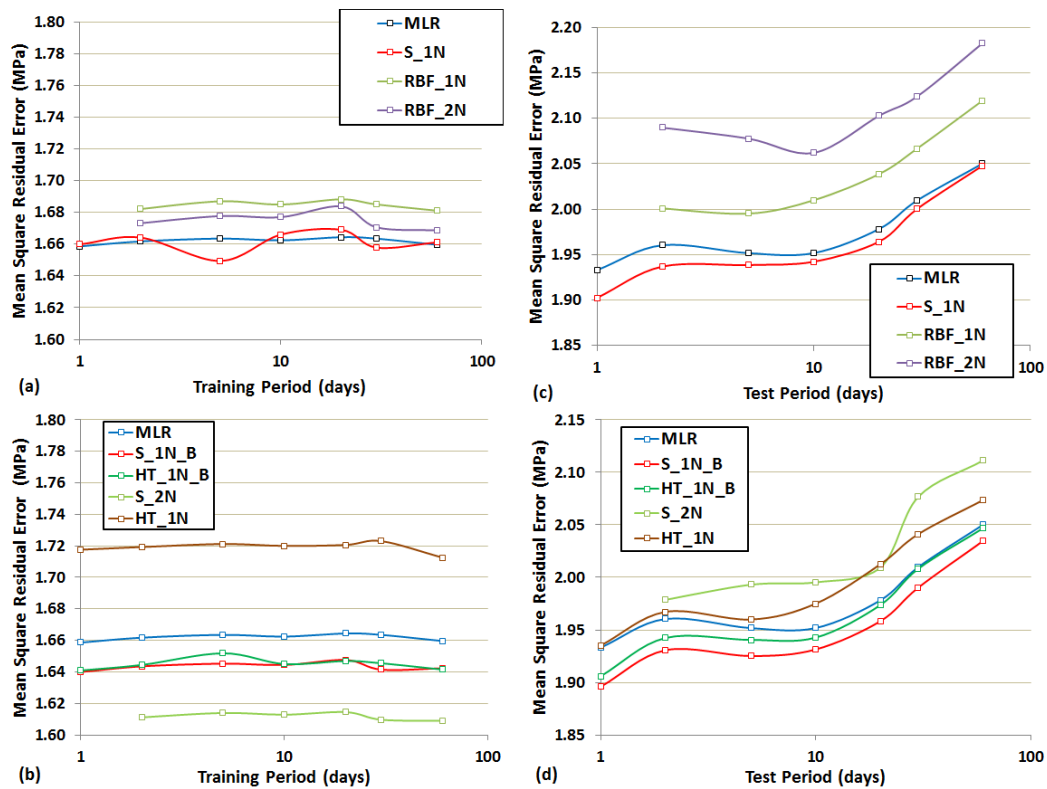 Mean Square Residual Error (MPa)
1.80
1.78
1.76
1.74
1.72
1.70
1.68
1.66
1.64
1.62
1.60
MLR
S_1N
RBF_1N
RBF_2N
1
10
100
(a)
Training Period (days)
Mean Square Residual Error (MPa)
2.20
2.15
2.10
2.05
2.00
1.95
1.90
1.85
MLR
S_1N
RBF_1N
RBF_2N
1
10
100
(c)
Test Period (days)
Mean Square Residual Error (MPa)
1.80
1.78
1.76
1.74
1.72
1.70
1.68
1.66
1.64
1.62
1.60
MLR
S_1N_B
HT_1N_B
S_2N
HT_1N
1
10
100
(b)
Training Period (days)
Mean Square Residual Error (MPa)
2.15
2.10
2.05
2.00
1.95
1.90
1.85
MLR
S_1N_B
HT_1N_B
S_2N
HT_1N
1
10
100
(d)
Test Period (days)